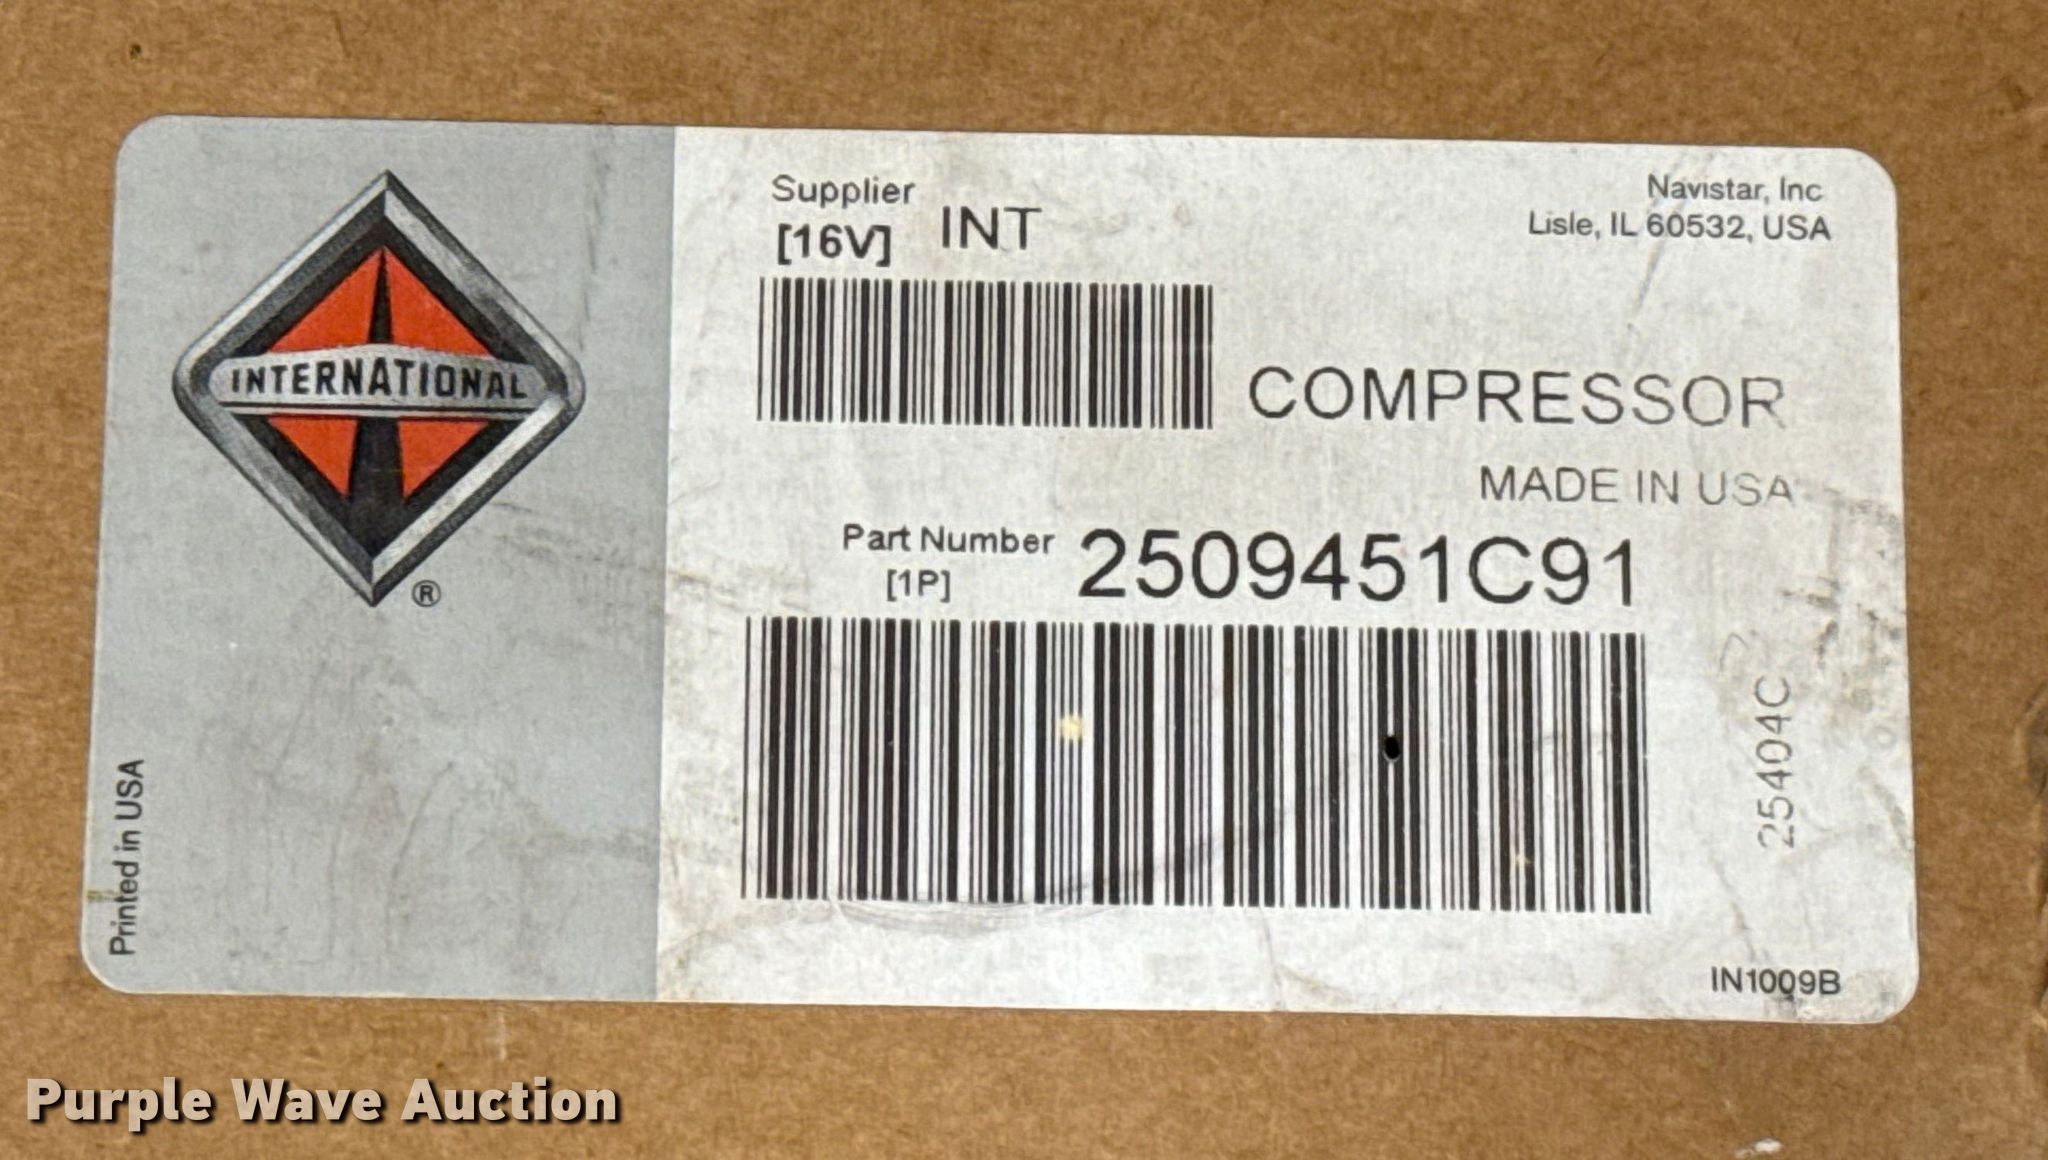 INTERNATIONAL
®
Printed in USA
Supplier
[16V] INT
Navistar, Inc
Lisle, IL 60532, USA
COMPRESSOR
MADE IN USA
Part Number
[1P]
2509451C91
25404C
IN1009B
Purple Wave Auction